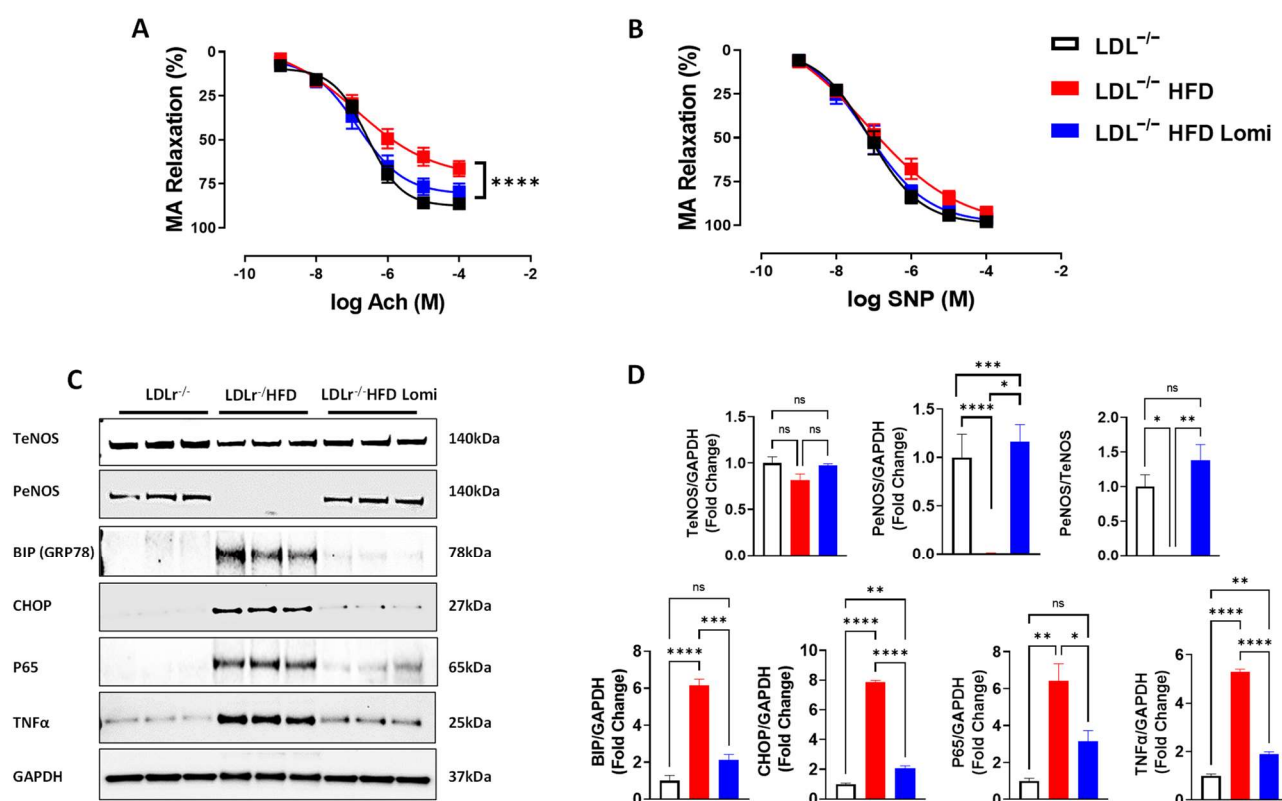 A
MA Relaxation (%)
0
25
50
75
100
-10
-8
-6
-4
-2
log Ach (M)
****
B
MA Relaxation (%)
0
25
50
75
100
-10
-8
-6
-4
-2
log SNP (M)
LDL⁻/⁻
LDL⁻/⁻ HFD
LDL⁻/⁻ HFD Lomi
C
LDLr⁻/⁻
LDLr⁻/HFD
LDLr⁻/⁻HFD Lomi
TeNOS
140kDa
PeNOS
140kDa
BIP (GRP78)
78kDa
CHOP
27kDa
P65
65kDa
TNFα
25kDa
GAPDH
37kDa
D
TeNOS/GAPDH
(Fold Change)
1.5
1.0
0.5
0.0
ns
ns
ns
PeNOS/GAPDH
(Fold Change)
1.5
1.0
0.5
0.0
***
*
****
PeNOS/TeNOS
2.0
1.5
1.0
0.5
0.0
ns
*
**
BIP/GAPDH
(Fold Change)
8
6
4
2
0
ns
***
****
CHOP/GAPDH
(Fold Change)
10
8
6
4
2
0
**
****
****
P65/GAPDH
(Fold Change)
8
6
4
2
0
ns
**
*
TNFα/GAPDH
(Fold Change)
6
4
2
0
**
****
****